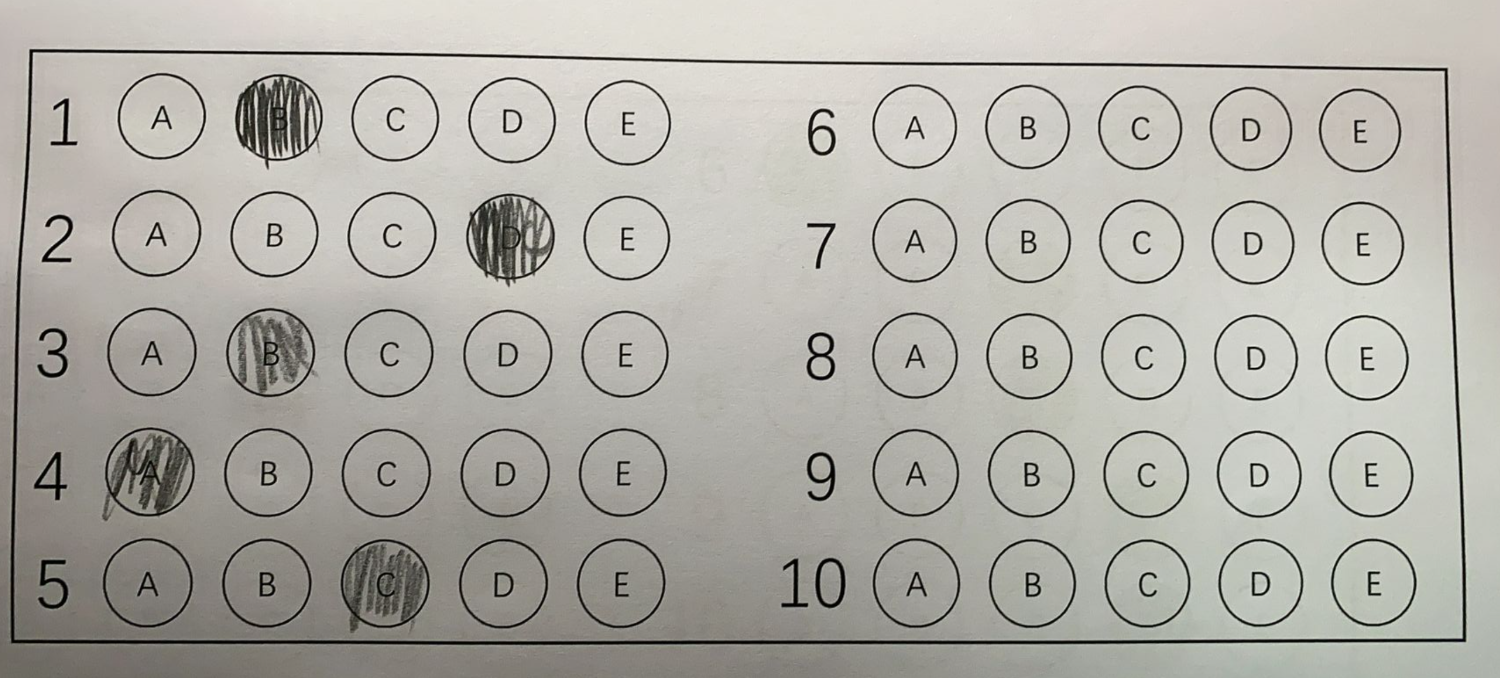 1 A B C D E 6 A B C D E
2 A B C D E 7 A B C D E
3 A B C D E 8 A B C D E
4 A B C D E 9 A B C D E
5 A B C D E 10 A B C D E